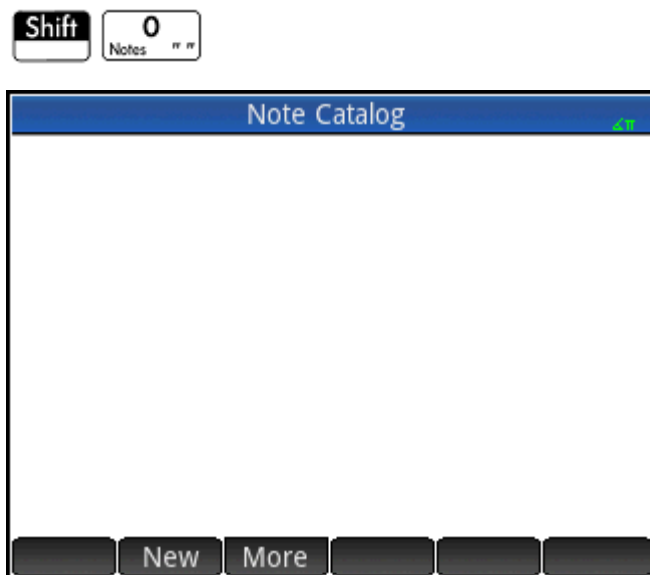 Shift 0
Notes " "
Note Catalog
∡π
New More